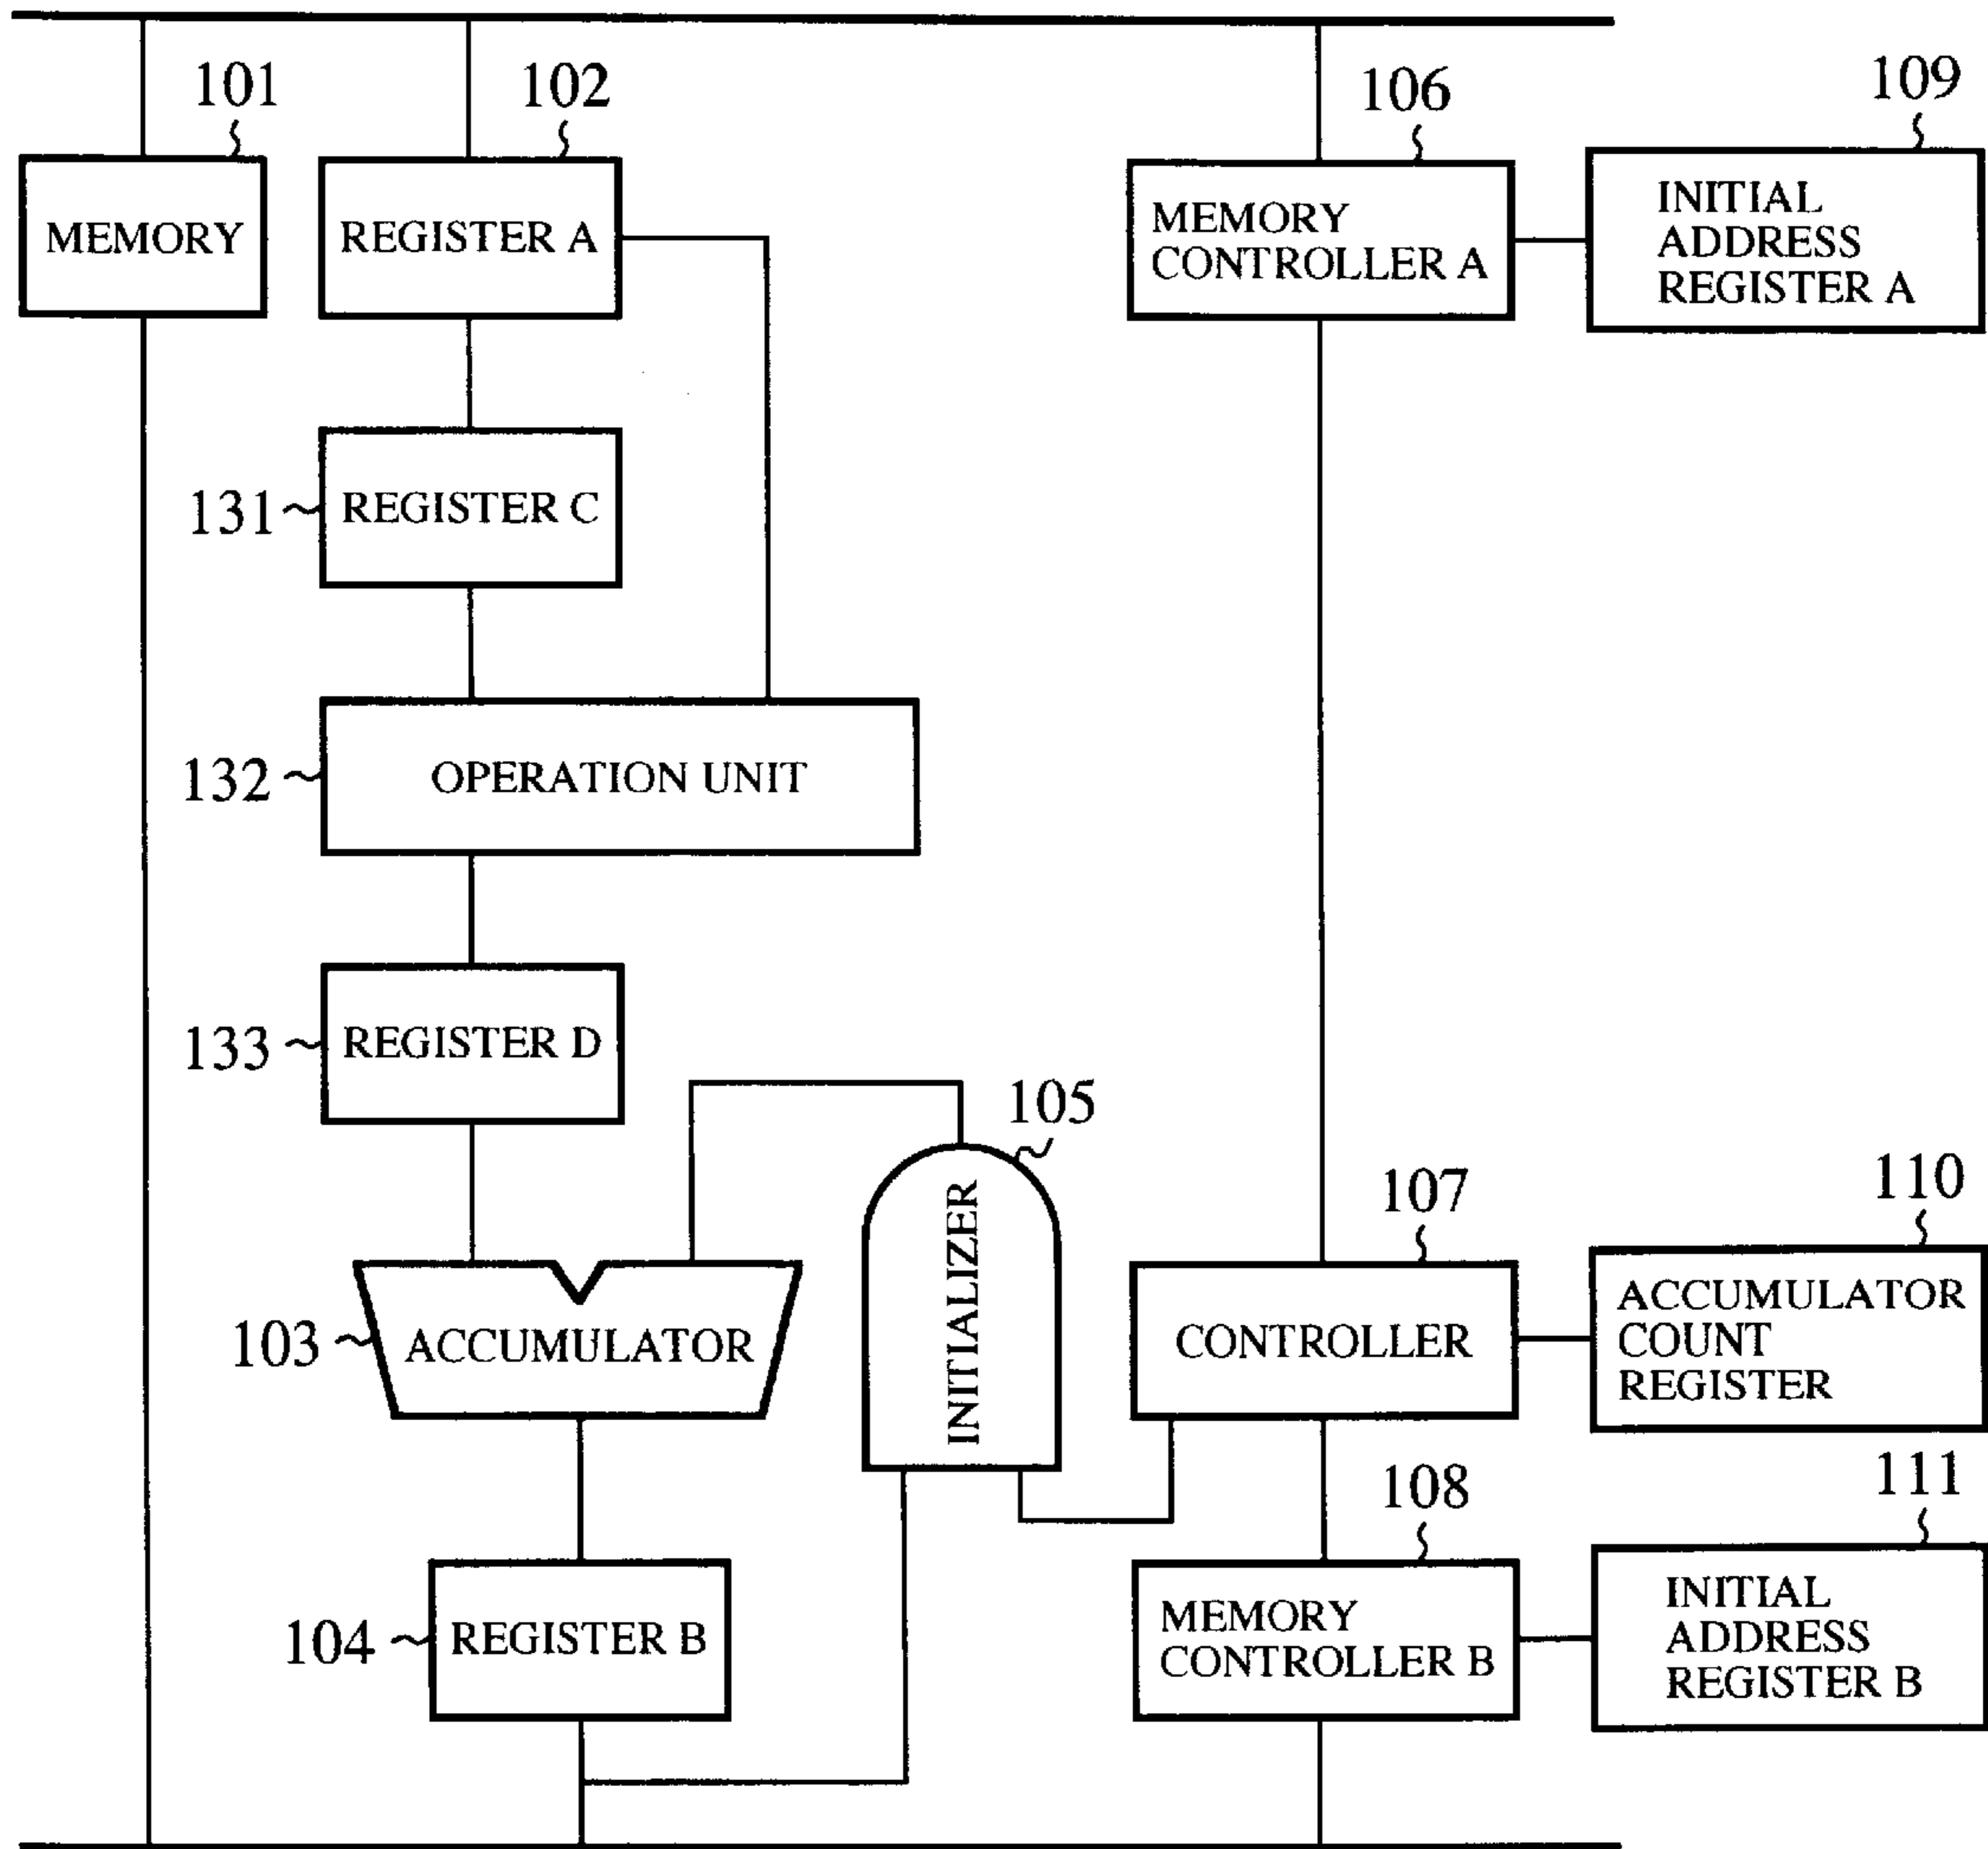 101
102
106
109
MEMORY
REGISTER A
MEMORY
CONTROLLER A
INITIAL
ADDRESS
REGISTER A
131
REGISTER C
132
OPERATION UNIT
133
REGISTER D
105
INITIALIZER
107
110
103
ACCUMULATOR
CONTROLLER
ACCUMULATOR
COUNT
REGISTER
108
111
104
REGISTER B
MEMORY
CONTROLLER B
INITIAL
ADDRESS
REGISTER B